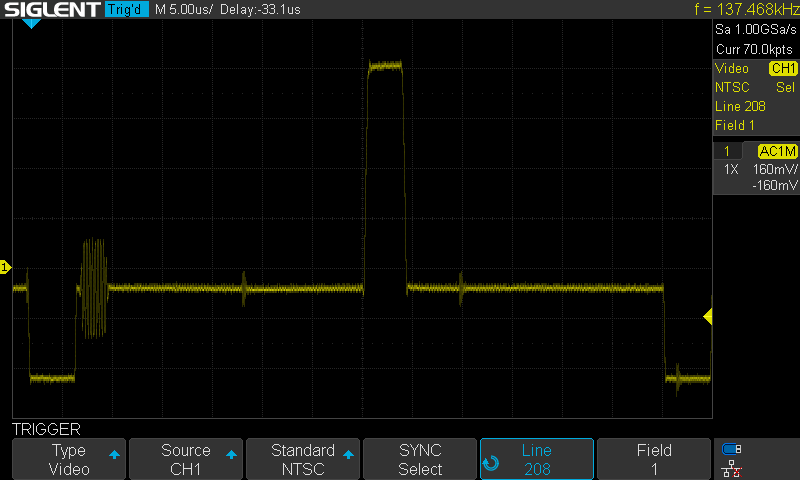 SIGLENT Trig'd M 5.00us/ Delay:-33.1us f = 137.468kHz
Sa 1.00GSa/s
Curr 70.0kpts
Video CH1
NTSC Sel
Line 208
Field 1
1 AC1M
1X 160mV/
-160mV
1
TRIGGER
Type Source Standard SYNC Line Field
Video CH1 NTSC Select 208 1